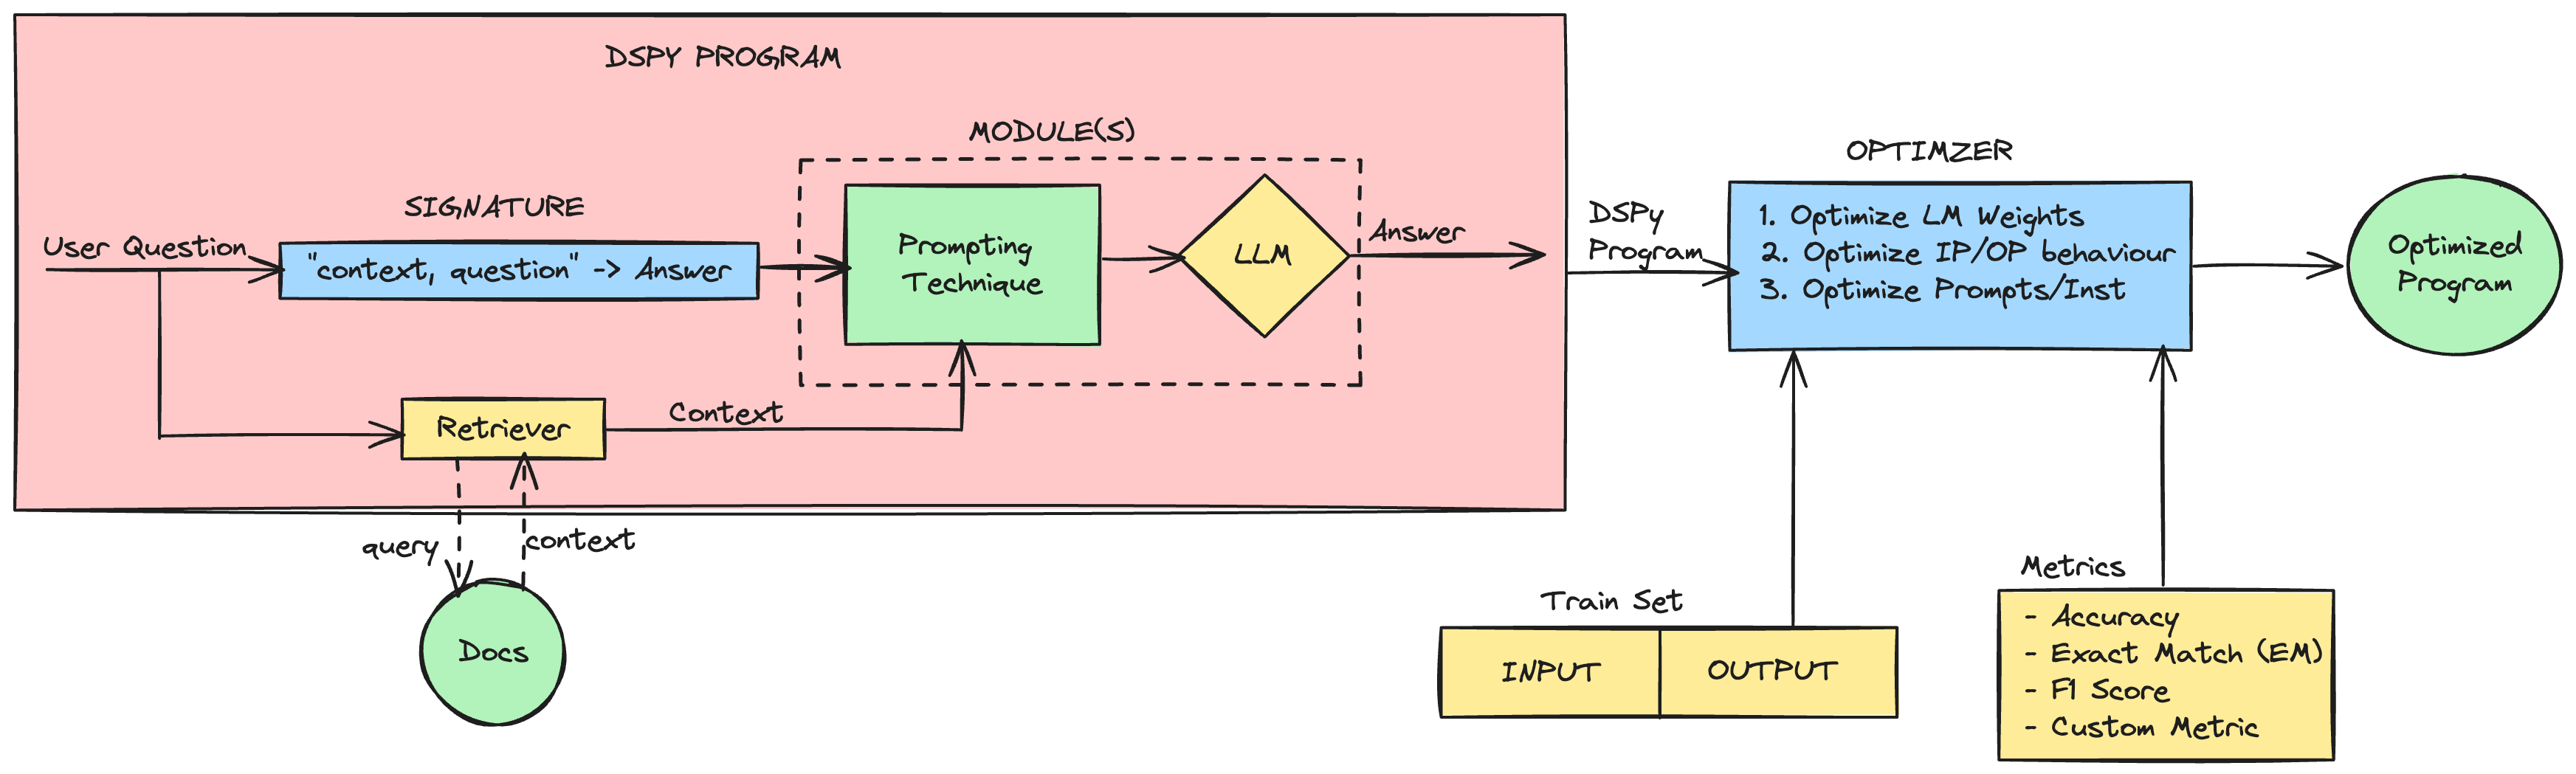 DSPY PROGRAM
MODULE(S)
SIGNATURE
User Question
"context, question" -> Answer
Prompting
Technique
LLM
Answer
Retriever
Context
query
context
Docs
DSPy
Program
OPTIMZER
1. Optimize LM Weights
2. Optimize IP/OP behaviour
3. Optimize Prompts/Inst
Optimized
Program
Train Set
INPUT
OUTPUT
Metrics
- Accuracy
- Exact Match (EM)
- F1 Score
- Custom Metric